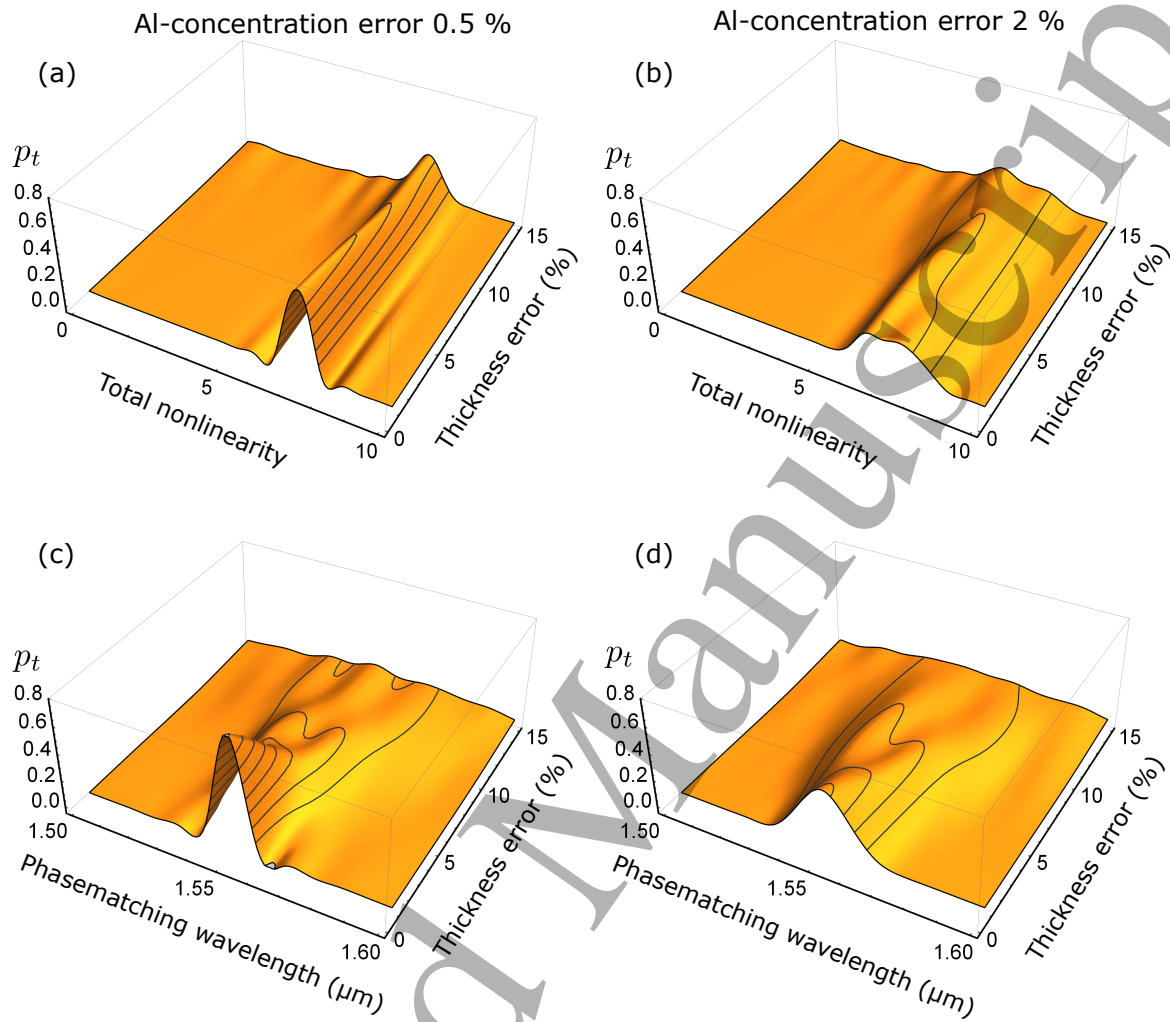 Al-concentration error 0.5 %
Al-concentration error 2 %
(a)
p_t
0.8
0.6
0.4
0.2
0.0
0
5
10
Total nonlinearity
0
5
10
15
Thickness error (%)
(b)
p_t
0.8
0.6
0.4
0.2
0.0
0
5
10
Total nonlinearity
0
5
10
15
Thickness error (%)
(c)
p_t
0.8
0.6
0.4
0.2
0.0
1.50
1.55
1.60
Phasematching wavelength (μm)
0
5
10
15
Thickness error (%)
(d)
p_t
0.8
0.6
0.4
0.2
0.0
1.50
1.55
1.60
Phasematching wavelength (μm)
0
5
10
15
Thickness error (%)
d Manuscrip